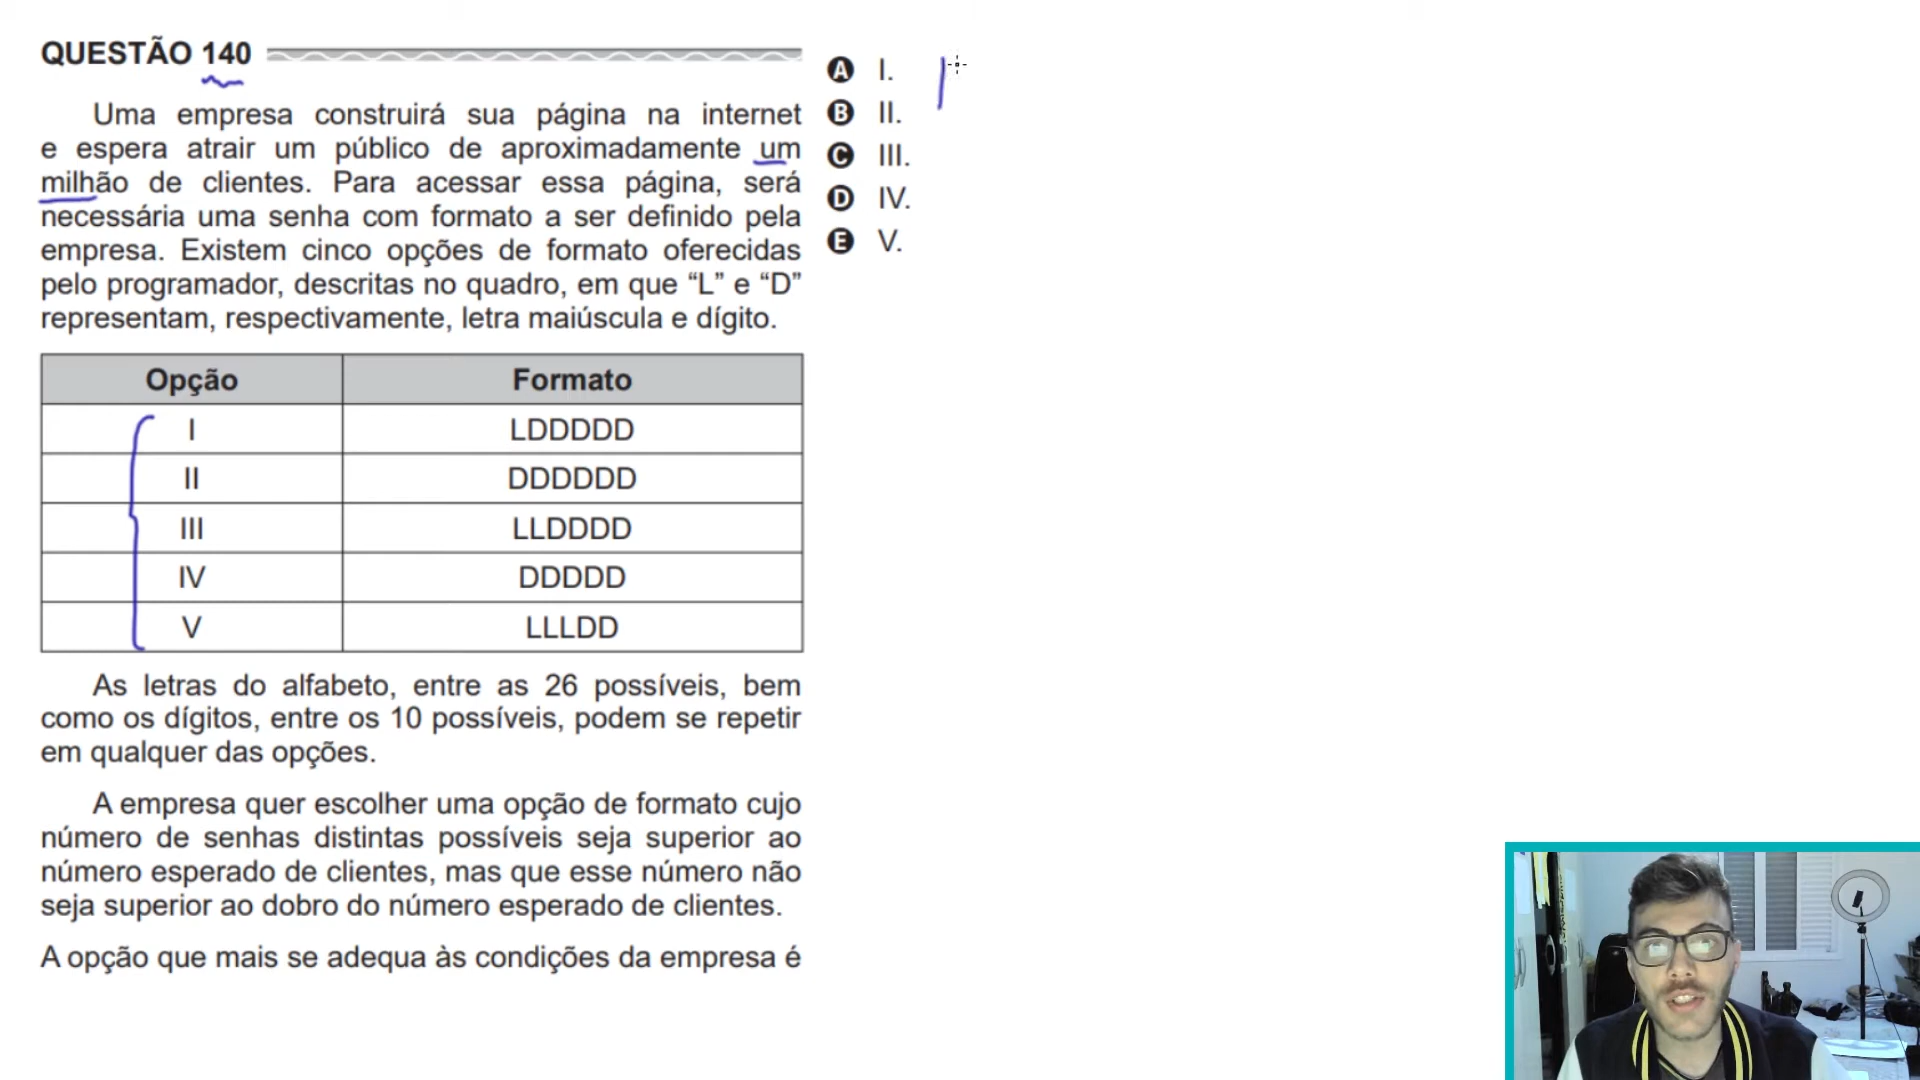 QUESTÃO 140
Uma empresa construirá sua página na internet
e espera atrair um público de aproximadamente um
milhão de clientes. Para acessar essa página, será
necessária uma senha com formato a ser definido pela
empresa. Existem cinco opções de formato oferecidas
pelo programador, descritas no quadro, em que “L” e “D”
representam, respectivamente, letra maiúscula e dígito.
Opção Formato
I LDDDDD
II DDDDDD
III LLDDDD
IV DDDDD
V LLLDD
As letras do alfabeto, entre as 26 possíveis, bem
como os dígitos, entre os 10 possíveis, podem se repetir
em qualquer das opções.
A empresa quer escolher uma opção de formato cujo
número de senhas distintas possíveis seja superior ao
número esperado de clientes, mas que esse número não
seja superior ao dobro do número esperado de clientes.
A opção que mais se adequa às condições da empresa é
A I.
B II.
C III.
D IV.
E V.